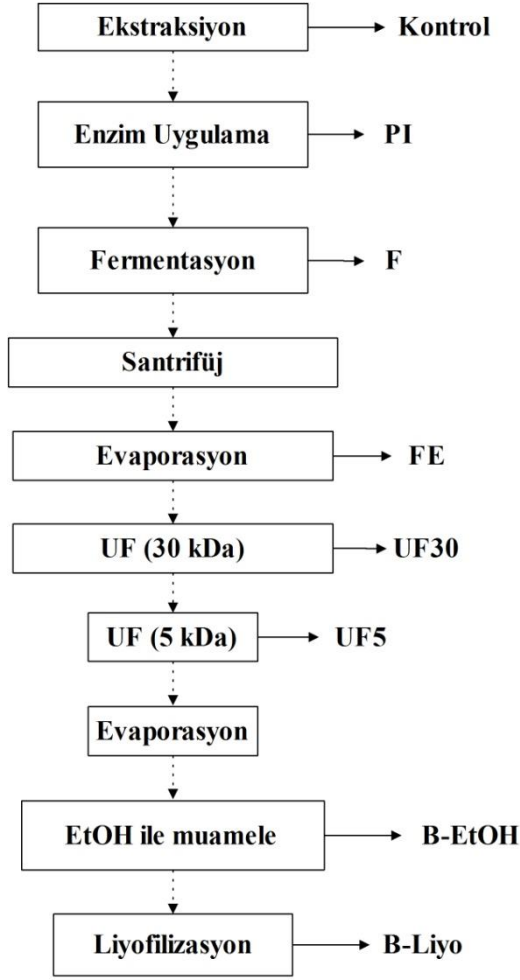 Ekstraksiyon Kontrol
Enzim Uygulama PI
Fermentasyon F
Santrifüj
Evaporasyon FE
UF (30 kDa) UF30
UF (5 kDa) UF5
Evaporasyon
EtOH ile muamele B-EtOH
Liyofilizasyon B-Liyo